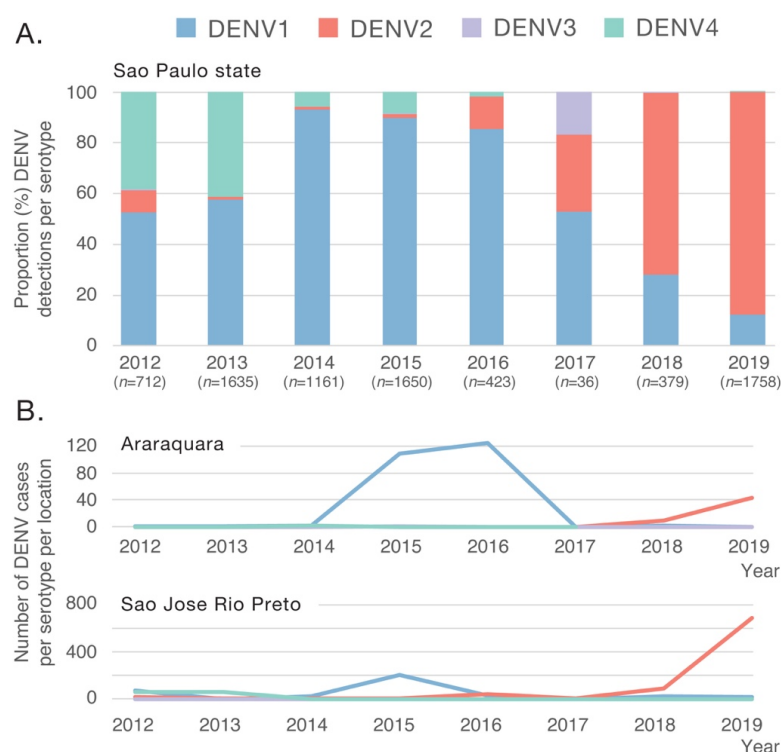 A.
DENV1 DENV2 DENV3 DENV4
Sao Paulo state
Proportion (%) DENV
detections per serotype
100
80
60
40
20
0
2012 2013 2014 2015 2016 2017 2018 2019
(n=712) (n=1635) (n=1161) (n=1650) (n=423) (n=36) (n=379) (n=1758)
B.
Number of DENV cases
per serotype per location
Araraquara
120
80
40
0
2012 2013 2014 2015 2016 2017 2018 2019
Year
Sao Jose Rio Preto
800
400
0
2012 2013 2014 2015 2016 2017 2018 2019
Year